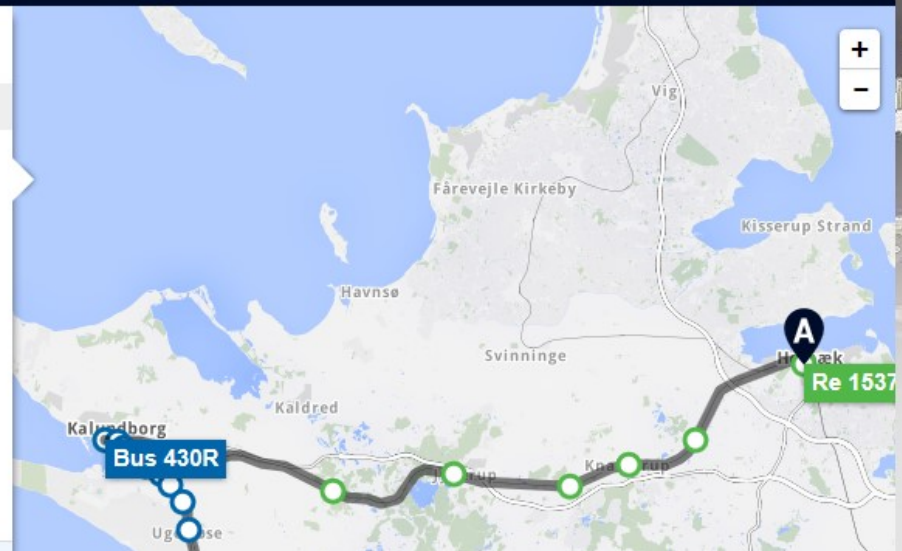 +
−
Vig
Fårevejle Kirkeby
Kisserup Strand
Havnsø
A
Svinninge
Re 1537
Kaldred
Kalundborg
Bus 430R